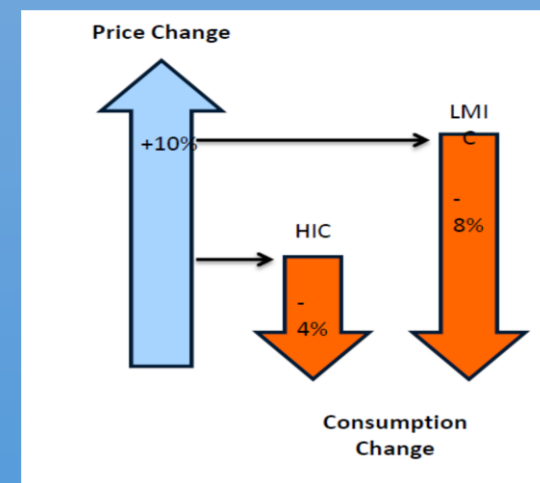 Price Change
LMI
C
+10%
-
8%
HIC
-
4%
Consumption
Change